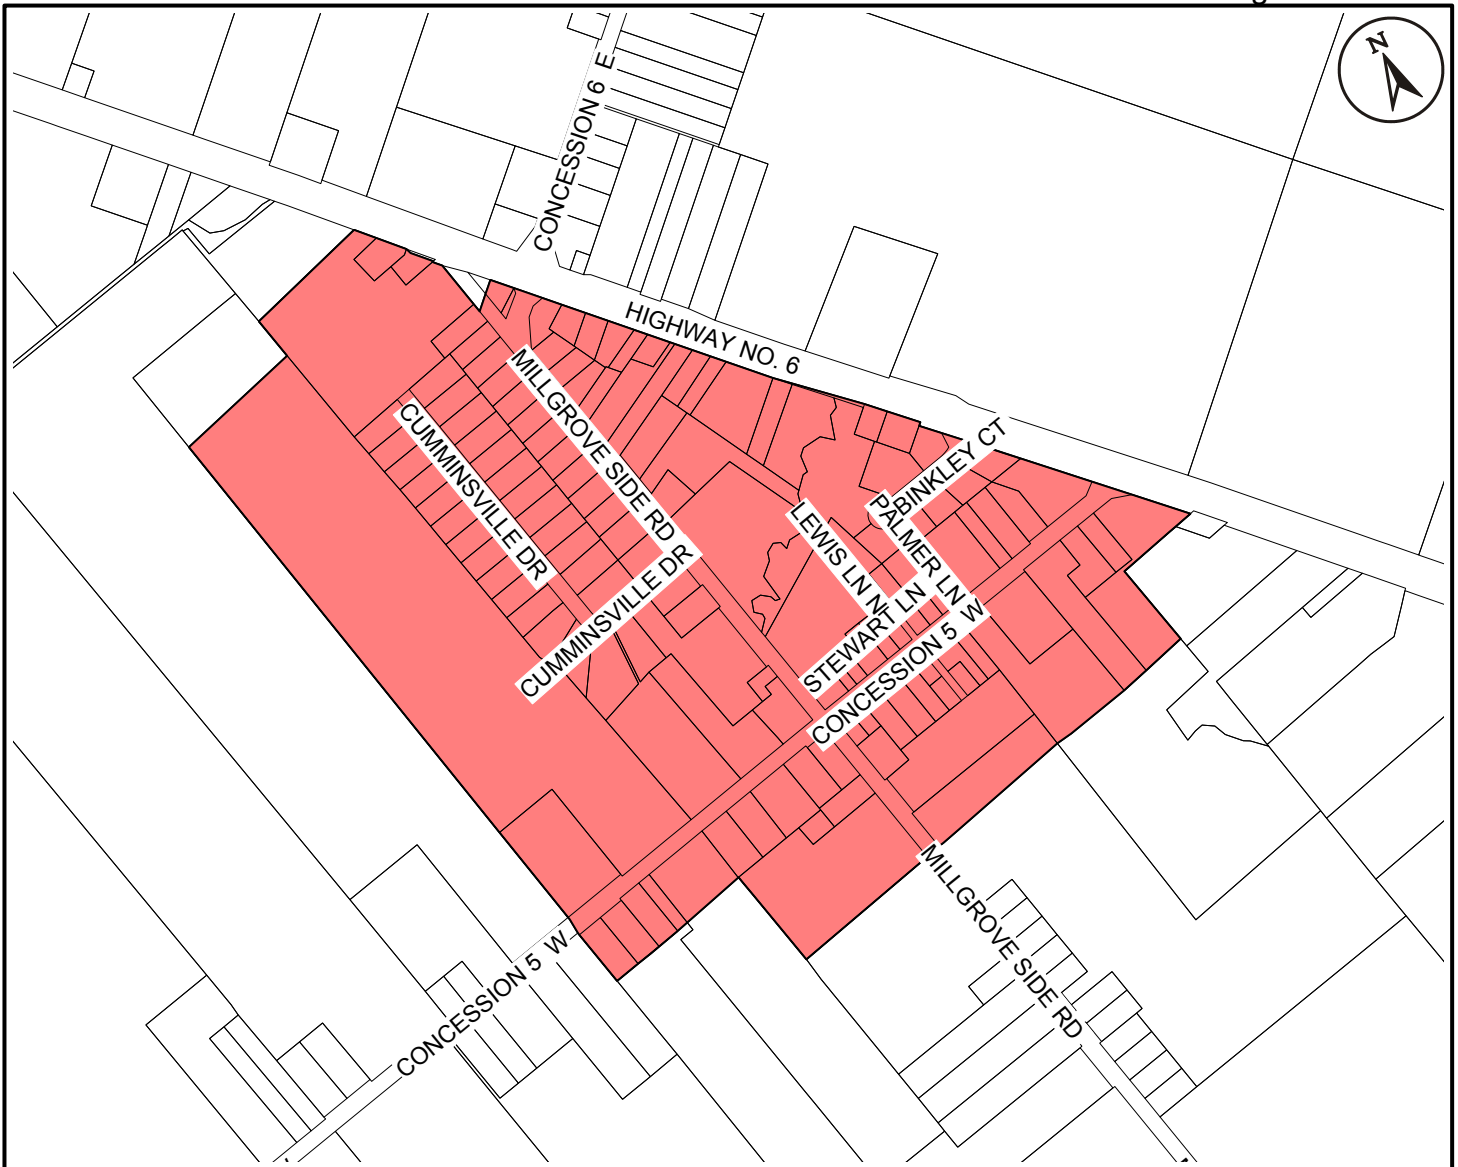 N
CONCESSION 6 E
HIGHWAY NO. 6
MILLGROVE SIDE RD
CUMMINSVILLE DR
BINKLEY CT
PALMER LN
LEWIS LN N
STEWART LN
CUMMINSVILLE DR
CONCESSION 5 W
MILLGROVE SIDE RD
CONCESSION 5 W